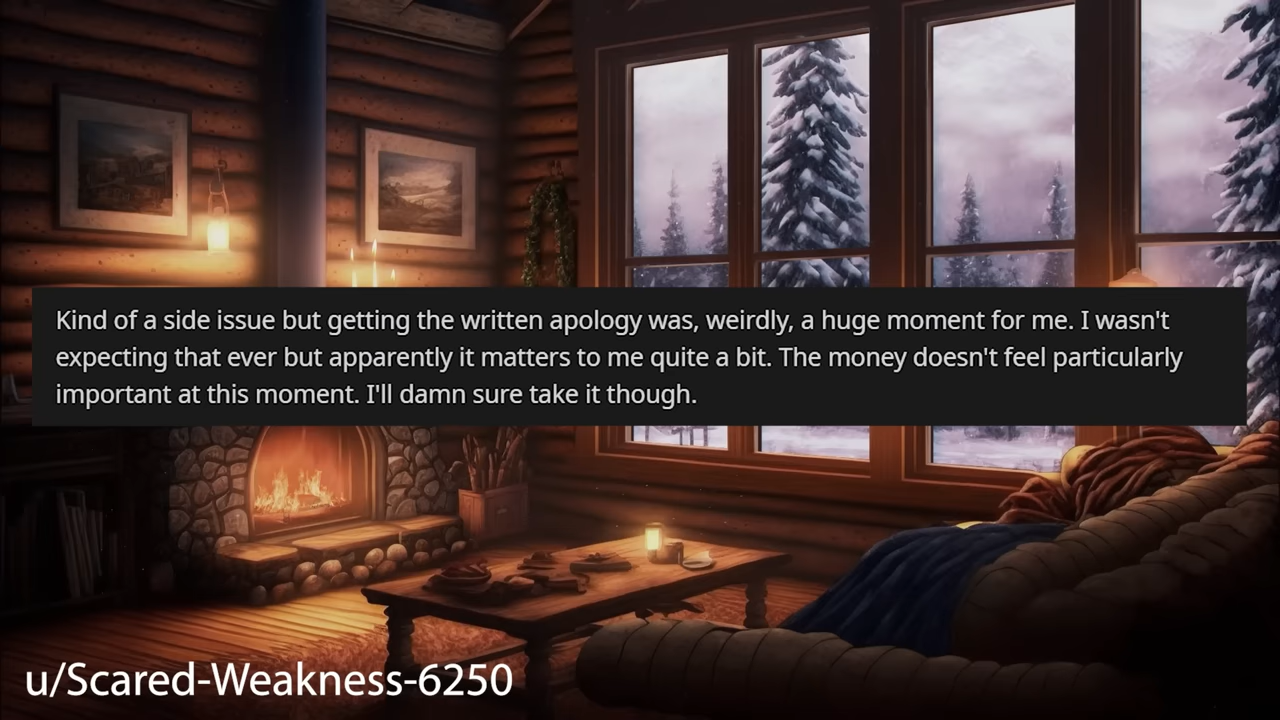 Kind of a side issue but getting the written apology was, weirdly, a huge moment for me. I wasn't
expecting that ever but apparently it matters to me quite a bit. The money doesn't feel particularly
important at this moment. I'll damn sure take it though.
u/Scared-Weakness-6250